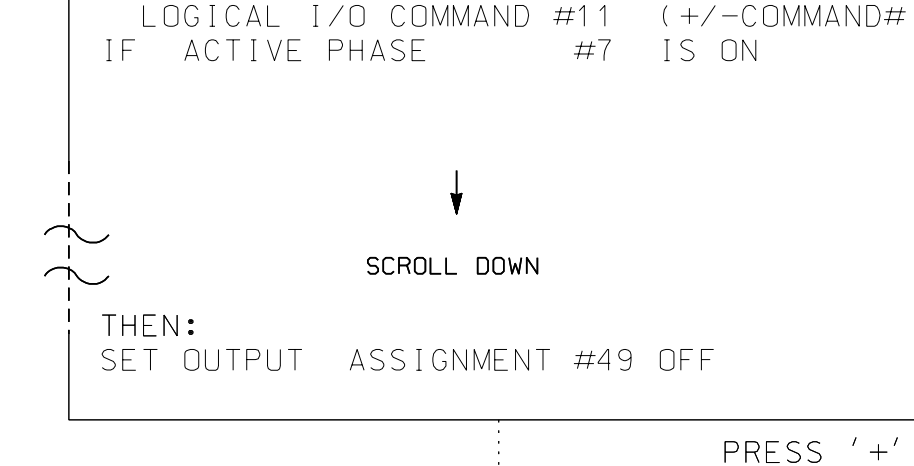 LOGICAL I/O COMMAND #11 (+/-COMMAND#
IF ACTIVE PHASE #7 IS ON
SCROLL DOWN
THEN:
SET OUTPUT ASSIGNMENT #49 OFF
PRESS '+'